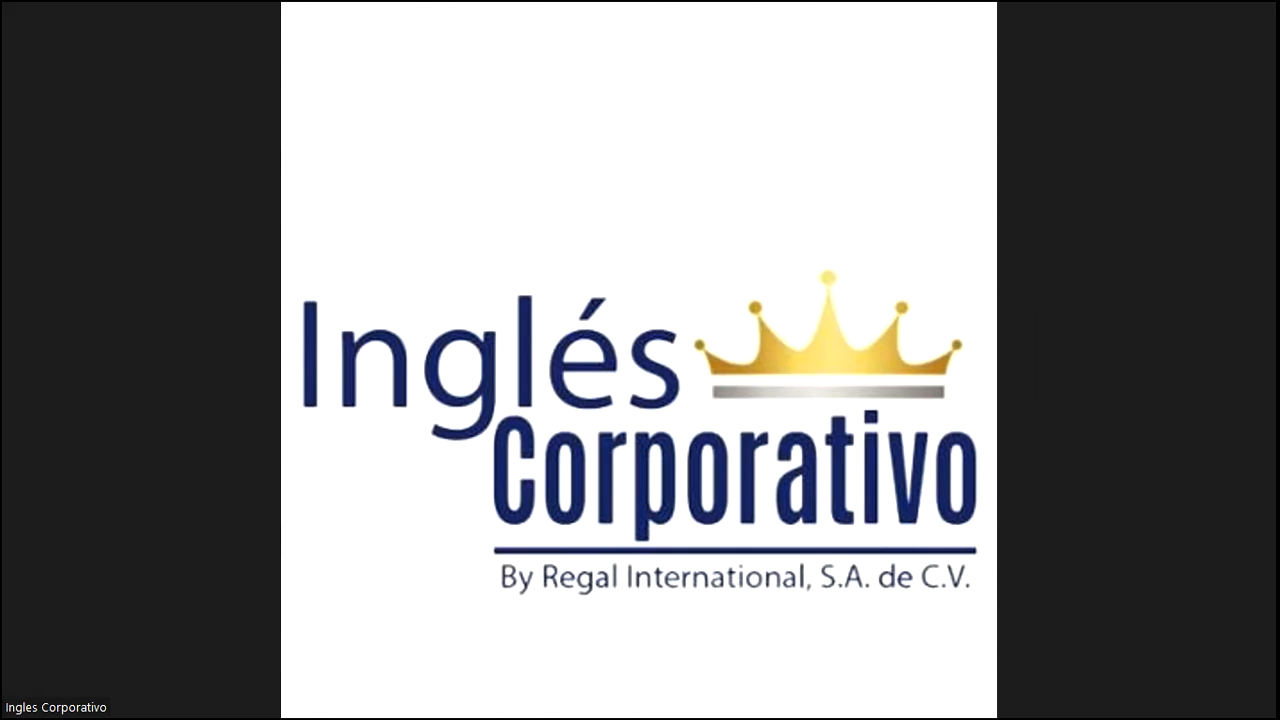 Inglés
Corporativo
By Regal International, S.A. de C.V.
Ingles Corporativo